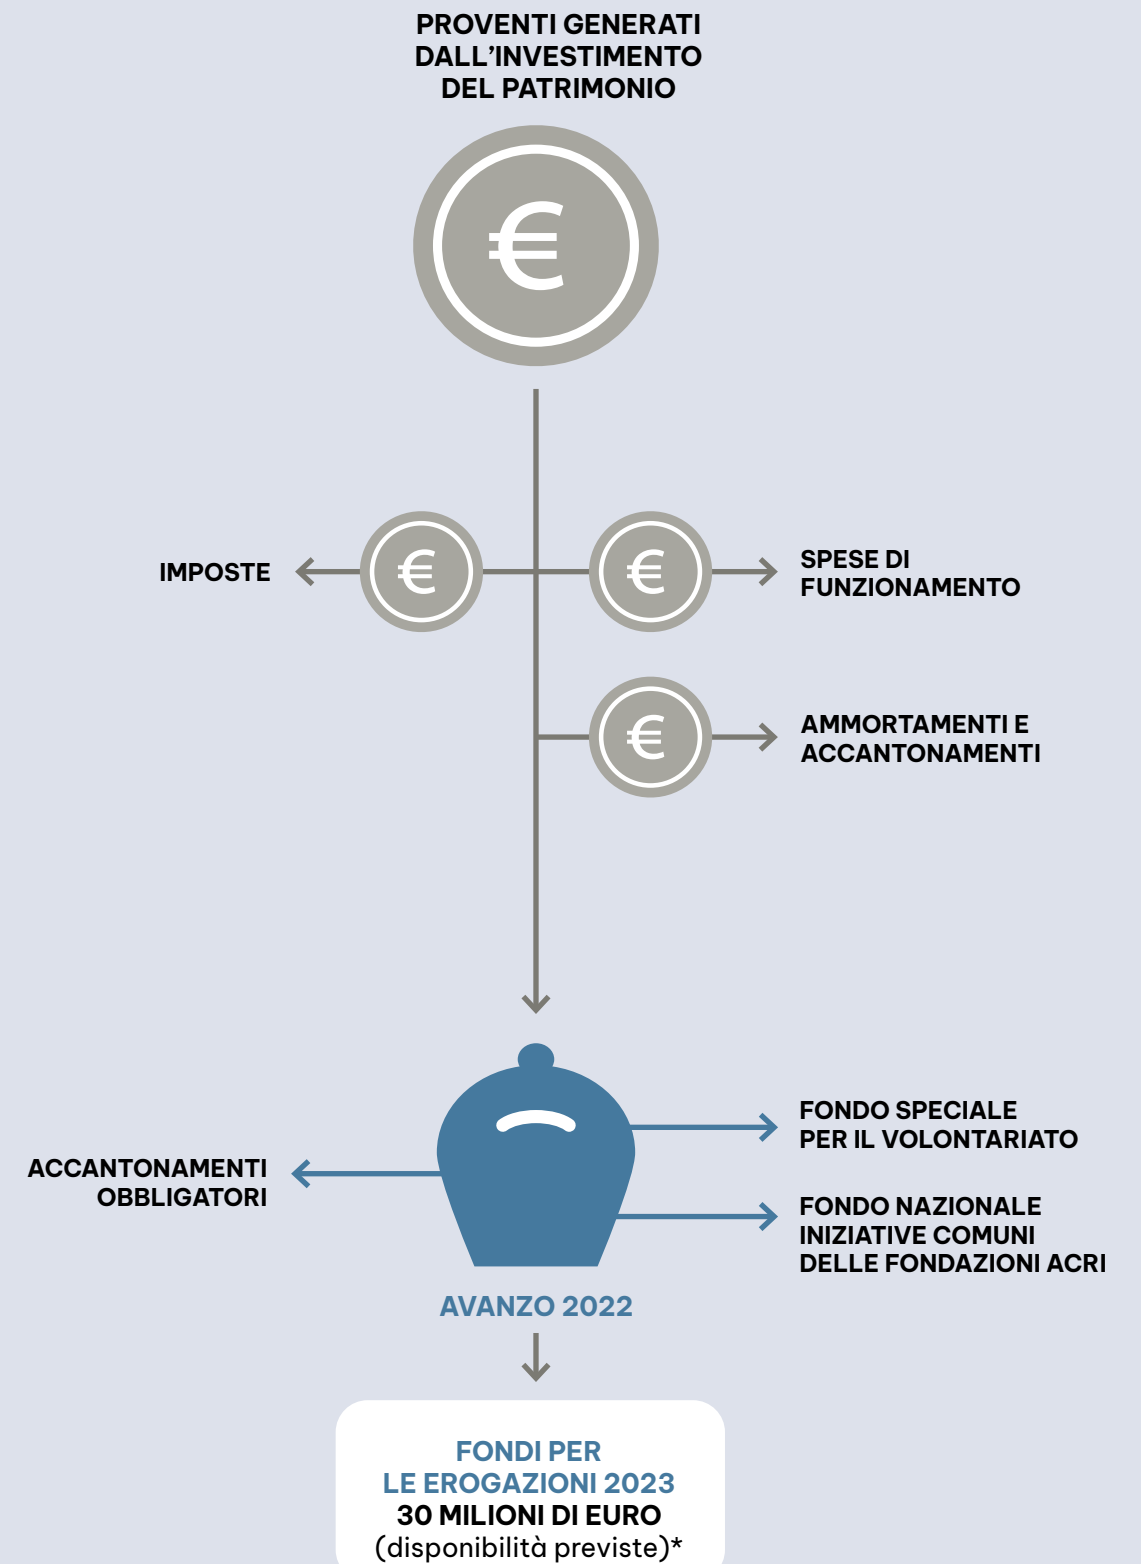 PROVENTI GENERATI
DALL’INVESTIMENTO
DEL PATRIMONIO
€
IMPOSTE
€
€
SPESE DI
FUNZIONAMENTO
€
AMMORTAMENTI E
ACCANTONAMENTI
FONDO SPECIALE
PER IL VOLONTARIATO
ACCANTONAMENTI
OBBLIGATORI
FONDO NAZIONALE
INIZIATIVE COMUNI
DELLE FONDAZIONI ACRI
AVANZO 2022
FONDI PER
LE EROGAZIONI 2023
30 MILIONI DI EURO
(disponibilità previste)*